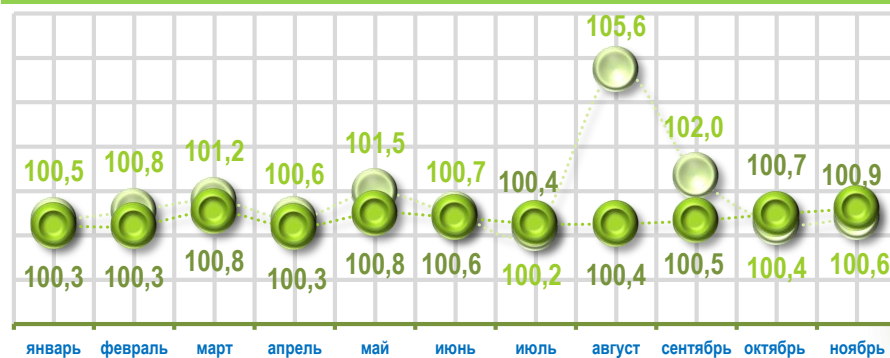 105,6
100,5 100,8 101,2 100,6 101,5 100,7 100,4 102,0 100,7 100,9
100,3 100,3 100,8 100,3 100,8 100,6 100,2 100,4 100,5 100,4 100,6
январь февраль март апрель май июнь июль август сентябрь октябрь ноябрь